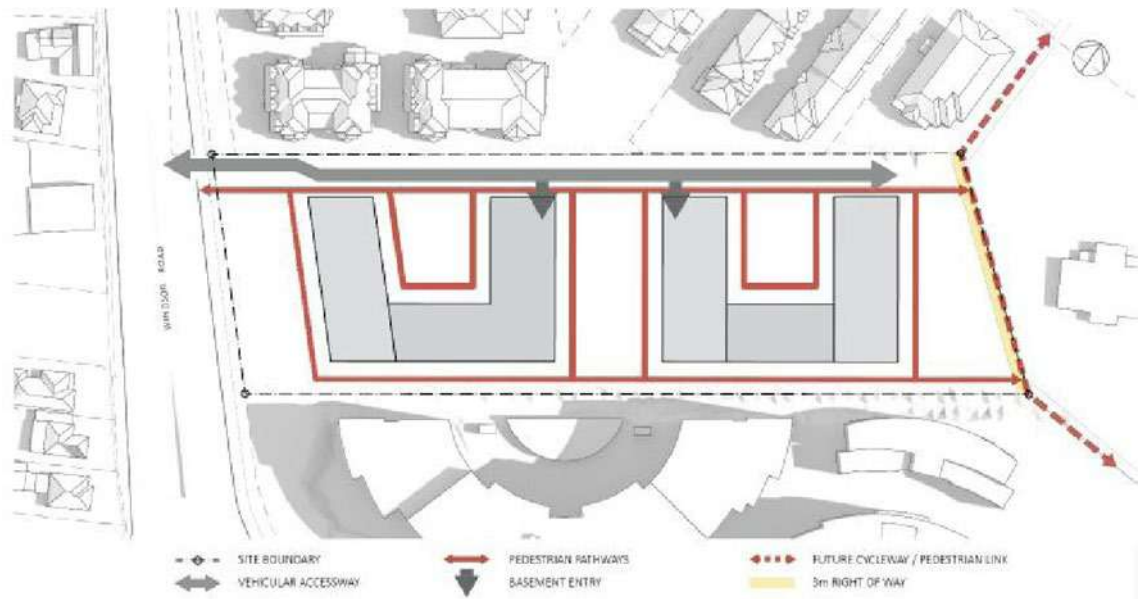 WINDSOR ROAD
SITE BOUNDARY
PEDESTRIAN PATHWAYS
FUTURE CYCLEWAY / PEDESTRIAN LINK
VEHICULAR ACCESSWAY
BASEMENT ENTRY
3m RIGHT OF WAY